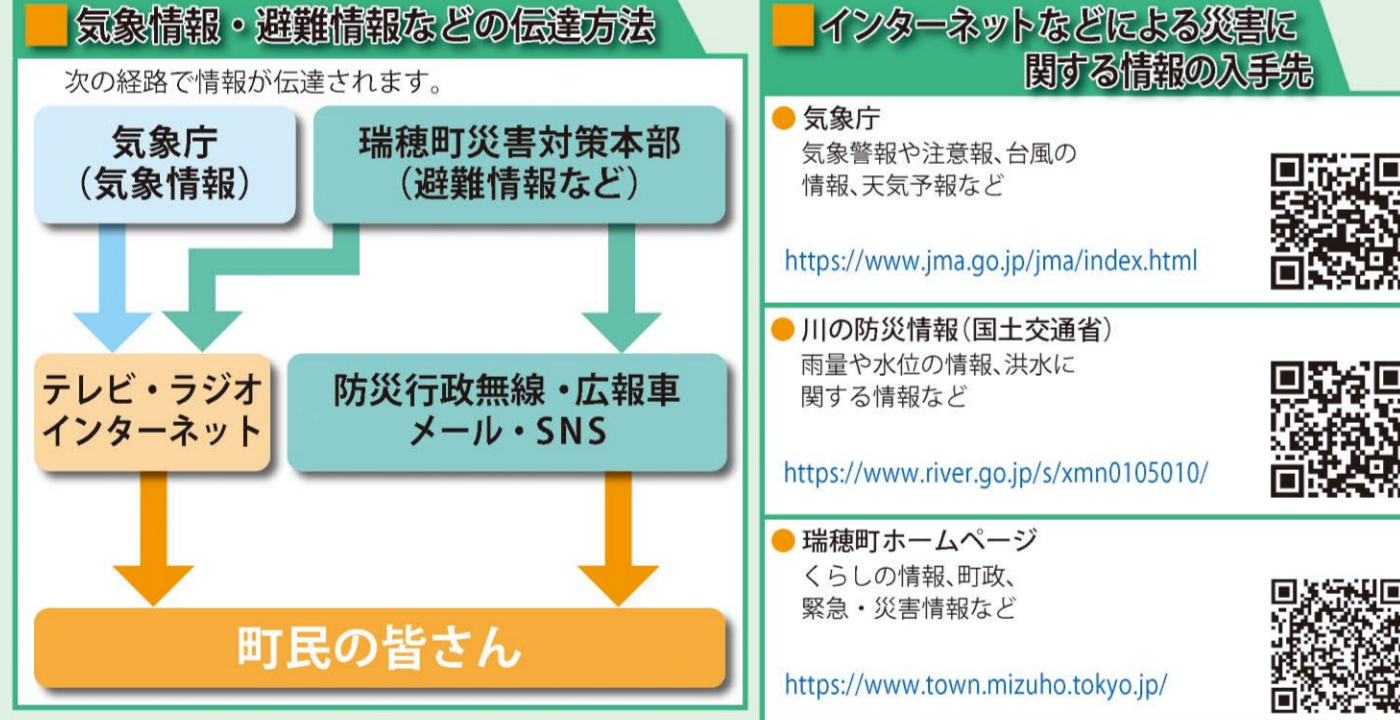 気象情報・避難情報などの伝達方法
次の経路で情報が伝達されます。
気象庁
(気象情報)
瑞穂町災害対策本部
(避難情報など)
テレビ・ラジオ
インターネット
防災行政無線・広報車
メール・SNS
町民の皆さん
インターネットなどによる災害に
関する情報の入手先
気象庁
気象警報や注意報、台風の
情報、天気予報など
https://www.jma.go.jp/jma/index.html
川の防災情報(国土交通省)
雨量や水位の情報、洪水に
関する情報など
https://www.river.go.jp/s/xmn0105010/
瑞穂町ホームページ
くらしの情報、町政、
緊急・災害情報など
https://www.town.mizuho.tokyo.jp/